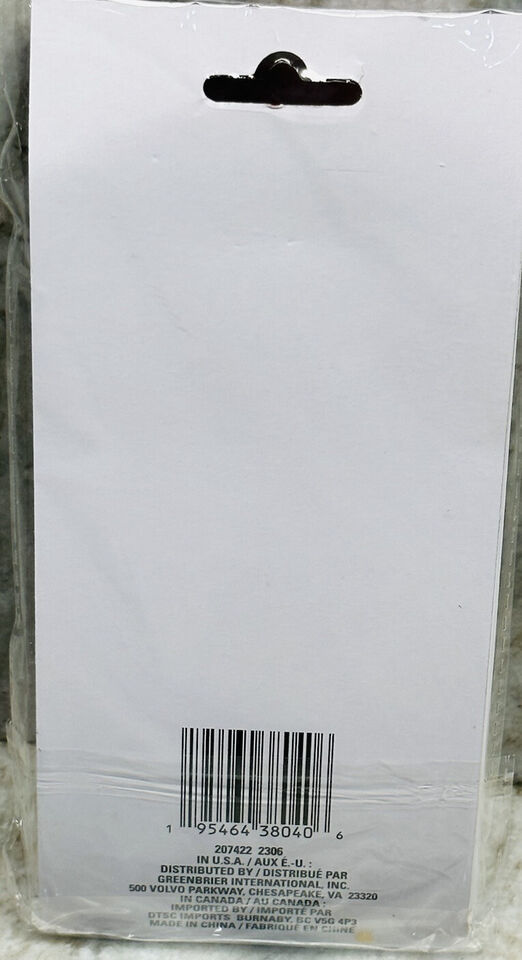 1 95464 38040 6
207422 2306
IN U.S.A. / AUX É.-U. :
DISTRIBUTED BY / DISTRIBUÉ PAR
GREENBRIER INTERNATIONAL, INC.
500 VOLVO PARKWAY, CHESAPEAKE, VA 23320
IN CANADA / AU CANADA :
IMPORTED BY / IMPORTÉ PAR
DTSC IMPORTS BURNABY, BC V5G 4P3
MADE IN CHINA / FABRIQUÉ EN CHINE